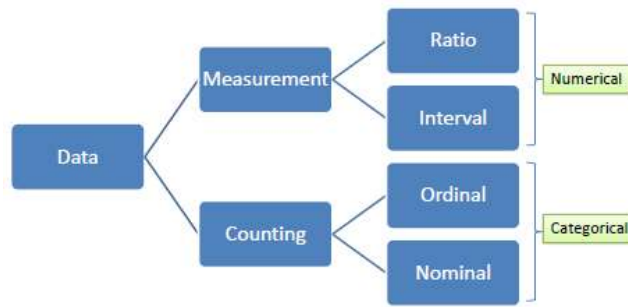 Data
Measurement
Counting
Ratio
Interval
Ordinal
Nominal
Numerical
Categorical